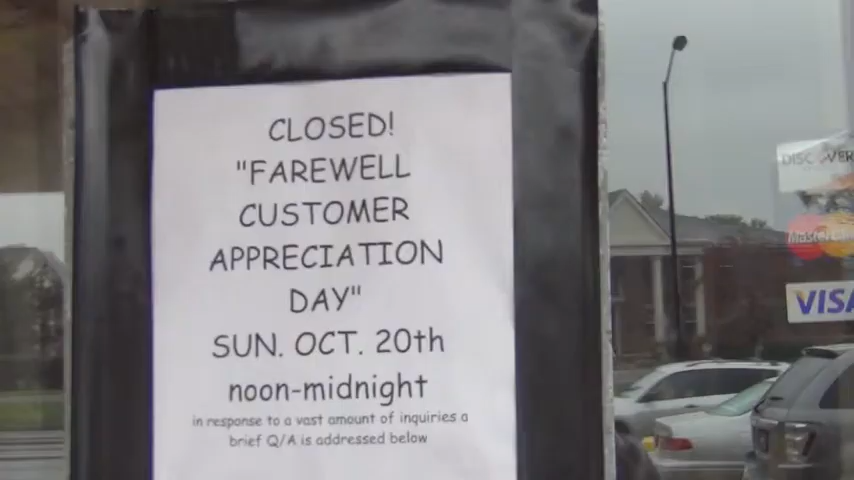 CLOSED!
"FAREWELL
CUSTOMER
APPRECIATION
DAY"
SUN. OCT. 20th
noon-midnight
in response to a vast amount of inquiries a
brief Q/A is addressed below
DISCOVER
MasterCard
VISA